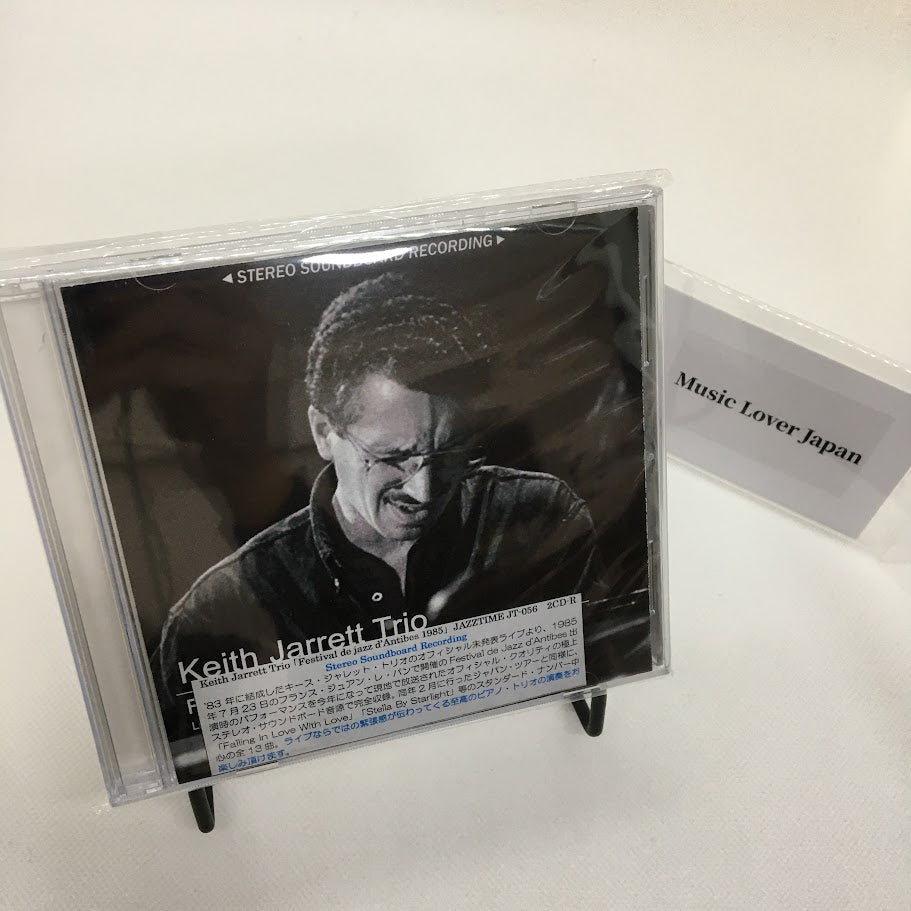 ◀ STEREO SOUNDBOARD RECORDING ▶
Music Lover Japan
Keith Jarrett Trio
Keith Jarrett Trio「Festival de jazz d'Antibes 1985」JAZZTIME JT-056 2CD-R
Stereo Soundboard Recording
'83 年に結成したキース・ジャレット・トリオのオフィシャル未発表ライブより、1985
年 7 月 23 日のフランス・ジュアン・レ・パンで開催の Festival de Jazz d'Antibes 出
演時のパフォーマンスを今年になって現地で放送されたオフィシャル・クオリティの極上
ステレオ・サウンドボード音源で完全収録。同年 2 月に行ったジャパン・ツアーと同様に、
「Falling In Love With Love」「Stella By Starlight」等のスタンダード・ナンバー中
心の全 13 曲。ライブならではの緊張感が伝わってくる至高のピアノ・トリオの演奏をお
楽しみ頂けます。